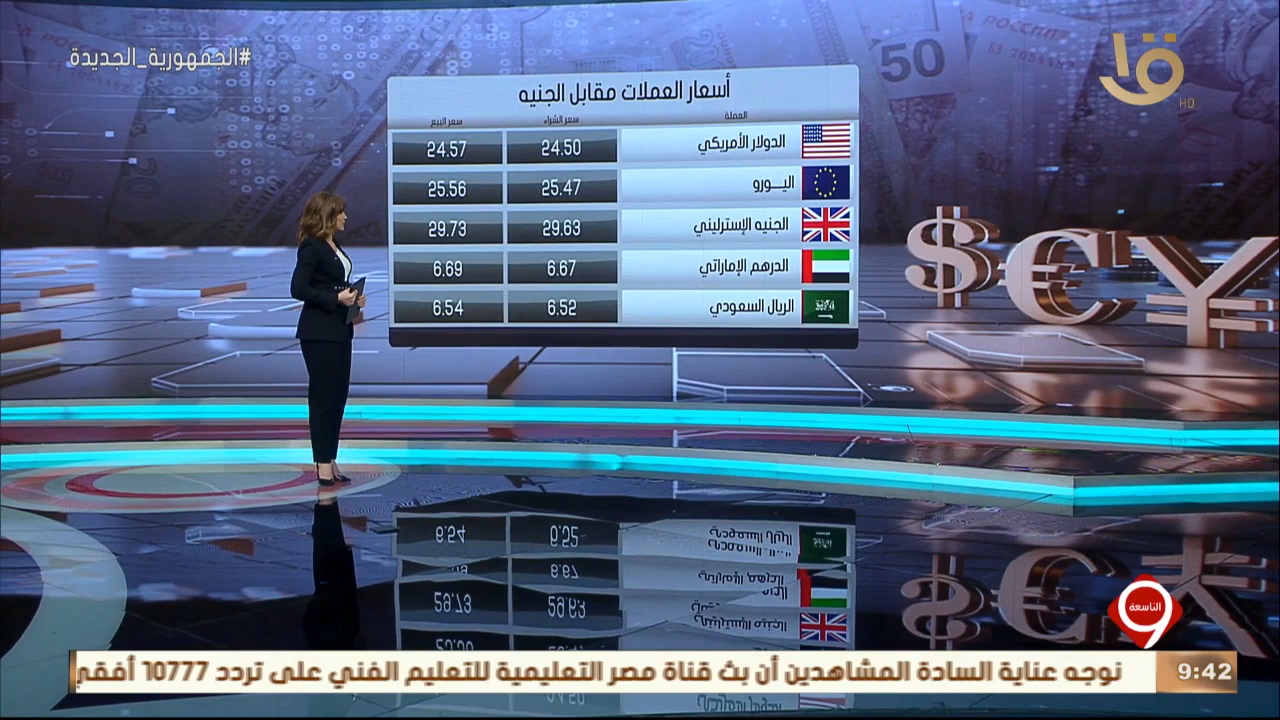 #الجمهورية_الجديدة
HD
أسعار العملات مقابل الجنيه
العملة سعر الشراء سعر البيع
الدولار الأمريكي 24.50 24.57
اليـــورو 25.47 25.56
الجنيه الإسترليني 29.63 29.73
الدرهم الإماراتي 6.67 6.69
الريال السعودي 6.52 6.54
50
$€¥
التاسعة
9
9:42
نوجه عناية السادة المشاهدين أن بث قناة مصر التعليمية للتعليم الفني على تردد 10777 أفقي